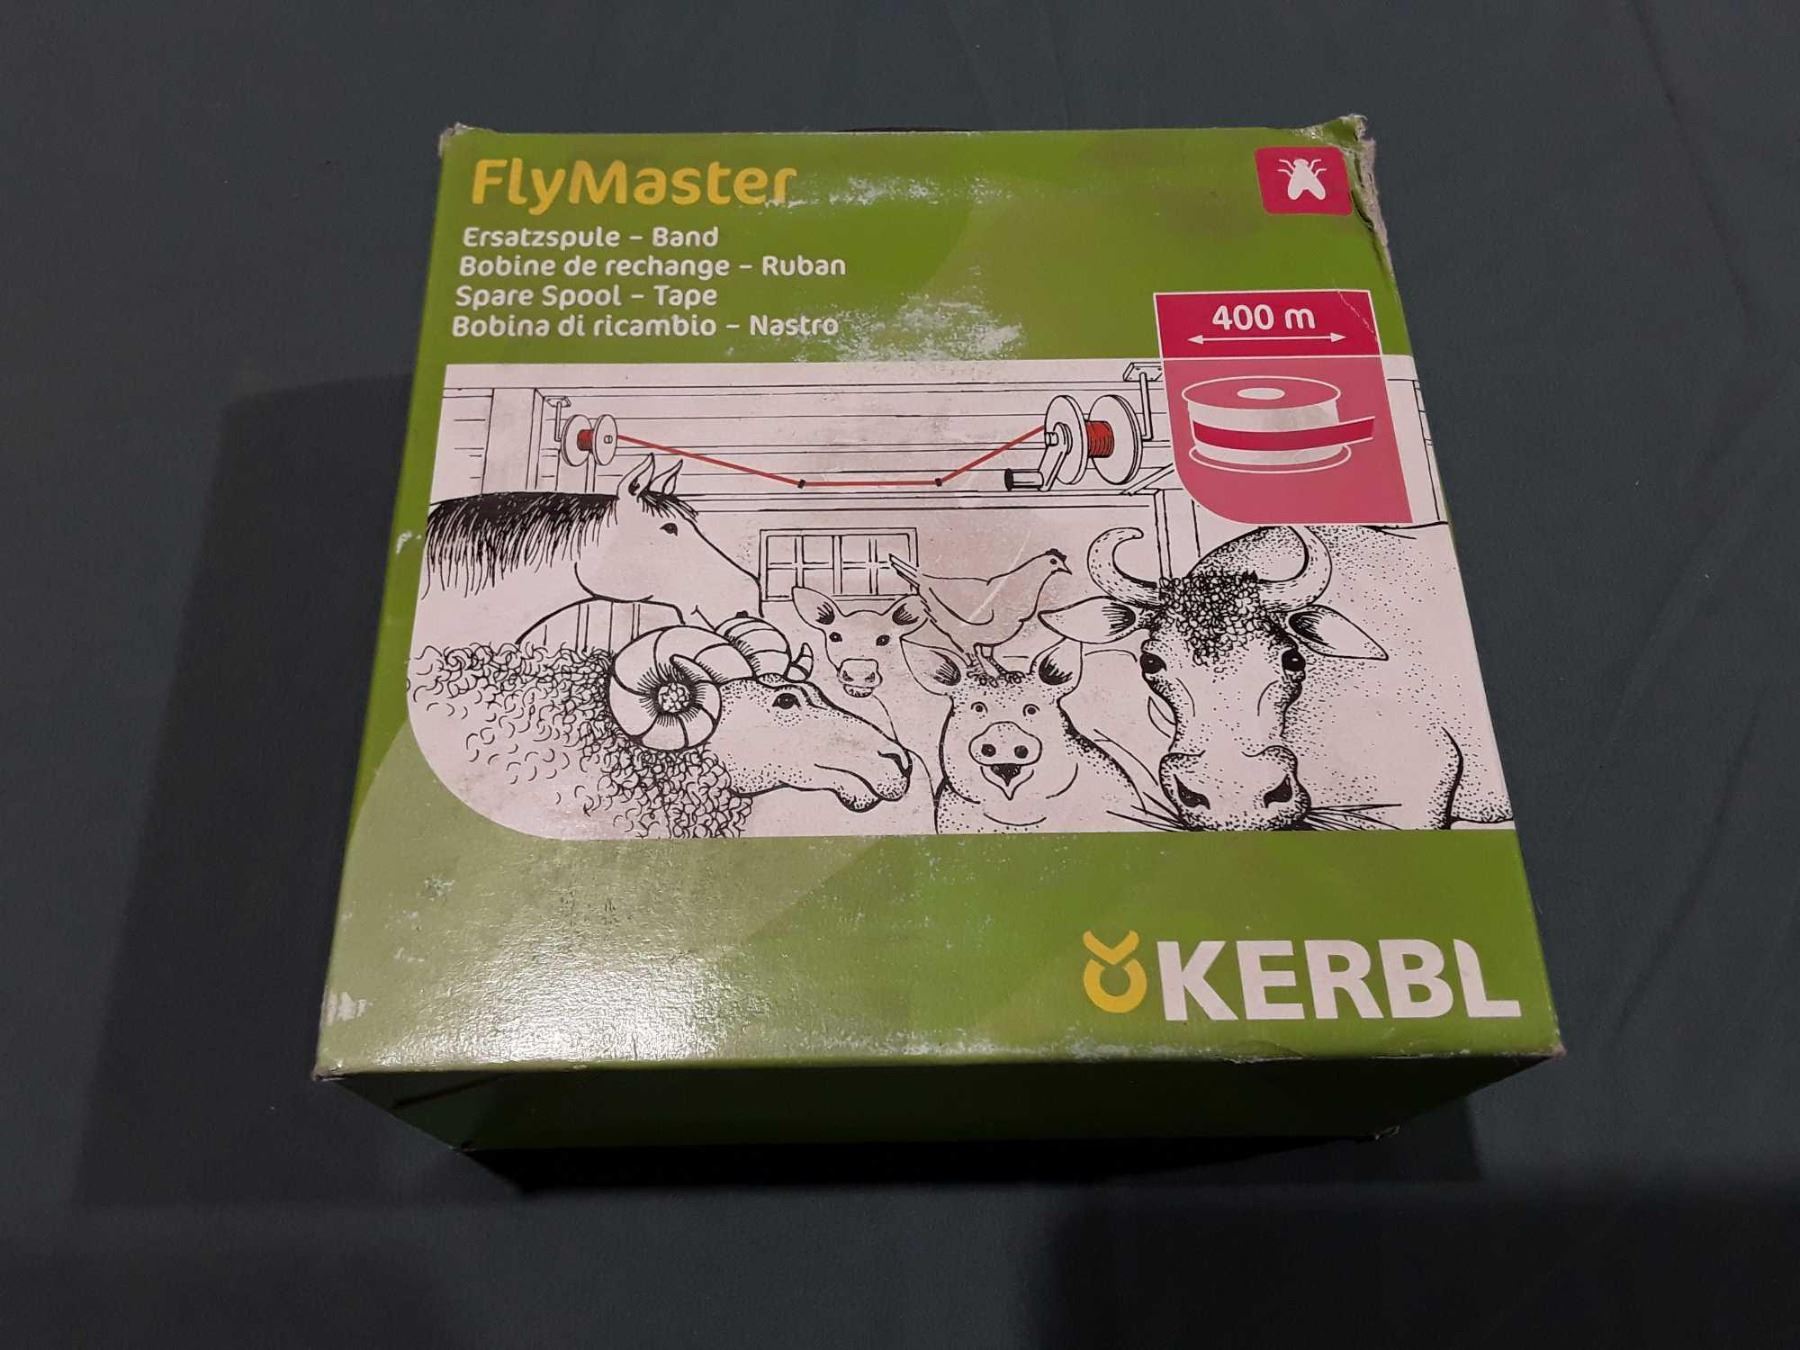 FlyMaster
Ersatzspule – Band
Bobine de rechange – Ruban
Spare Spool – Tape
Bobina di ricambio – Nastro
400 m
KERBL